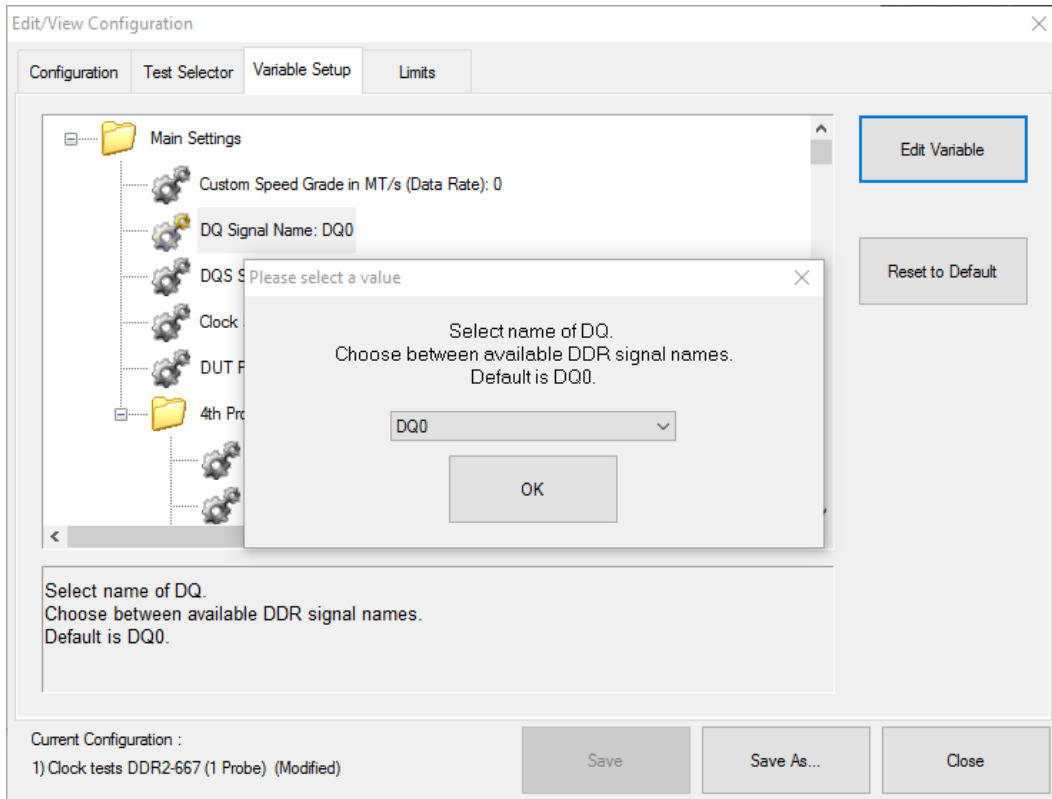 Edit/View Configuration
Configuration
Test Selector
Variable Setup
Limits
Main Settings
Custom Speed Grade in MT/s (Data Rate): 0
DQ Signal Name: DQ0
DQS S
Clock
DUT
4th Pro
Edit Variable
Reset to Default
Please select a value
Select name of DQ.
Choose between available DDR signal names.
Default is DQ0.
DQ0
OK
Select name of DQ.
Choose between available DDR signal names.
Default is DQ0.
Current Configuration :
1) Clock tests DDR2-667 (1 Probe) (Modified)
Save
Save As...
Close